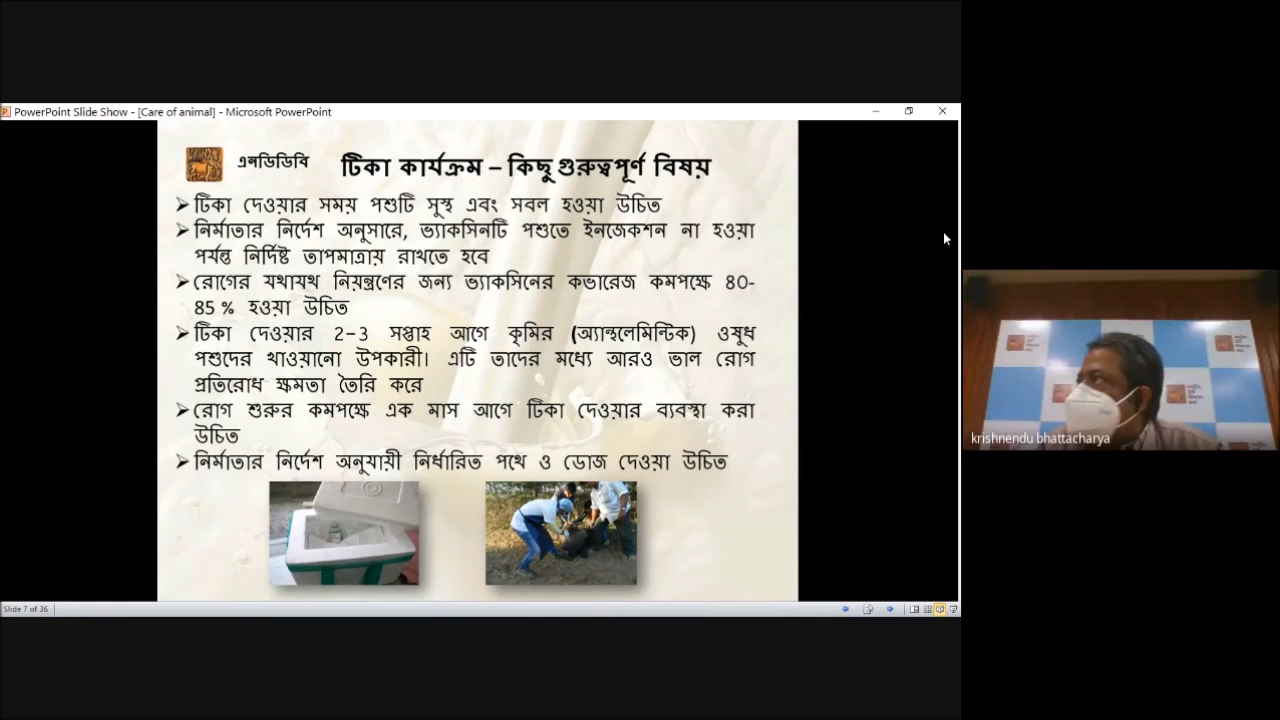 PowerPoint Slide Show - [Care of animal] - Microsoft PowerPoint
এনডিডিবি
টিকা কার্যক্রম – কিছু গুরুত্বপূর্ণ বিষয়
➢টিকা দেওয়ার সময় পশুটি সুস্থ এবং সবল হওয়া উচিত
➢নির্মাতার নির্দেশ অনুসারে, ভ্যাকসিনটি পশুতে ইনজেকশন না হওয়া
পর্যন্ত নির্দিষ্ট তাপমাত্রায় রাখতে হবে
➢রোগের যথাযথ নিয়ন্ত্রণের জন্য ভ্যাকসিনের কভারেজ কমপক্ষে 80-
85 % হওয়া উচিত
➢টিকা দেওয়ার 2–3 সপ্তাহ আগে কৃমির (অ্যান্থলেমিন্টিক) ওষুধ
পশুদের খাওয়ানো উপকারী। এটি তাদের মধ্যে আরও ভাল রোগ
প্রতিরোধ ক্ষমতা তৈরি করে
➢রোগ শুরুর কমপক্ষে এক মাস আগে টিকা দেওয়ার ব্যবস্থা করা
উচিত
➢নির্মাতার নির্দেশ অনুযায়ী নির্ধারিত পথে ও ডোজ দেওয়া উচিত
Slide 7 of 36
krishnendu bhattacharya